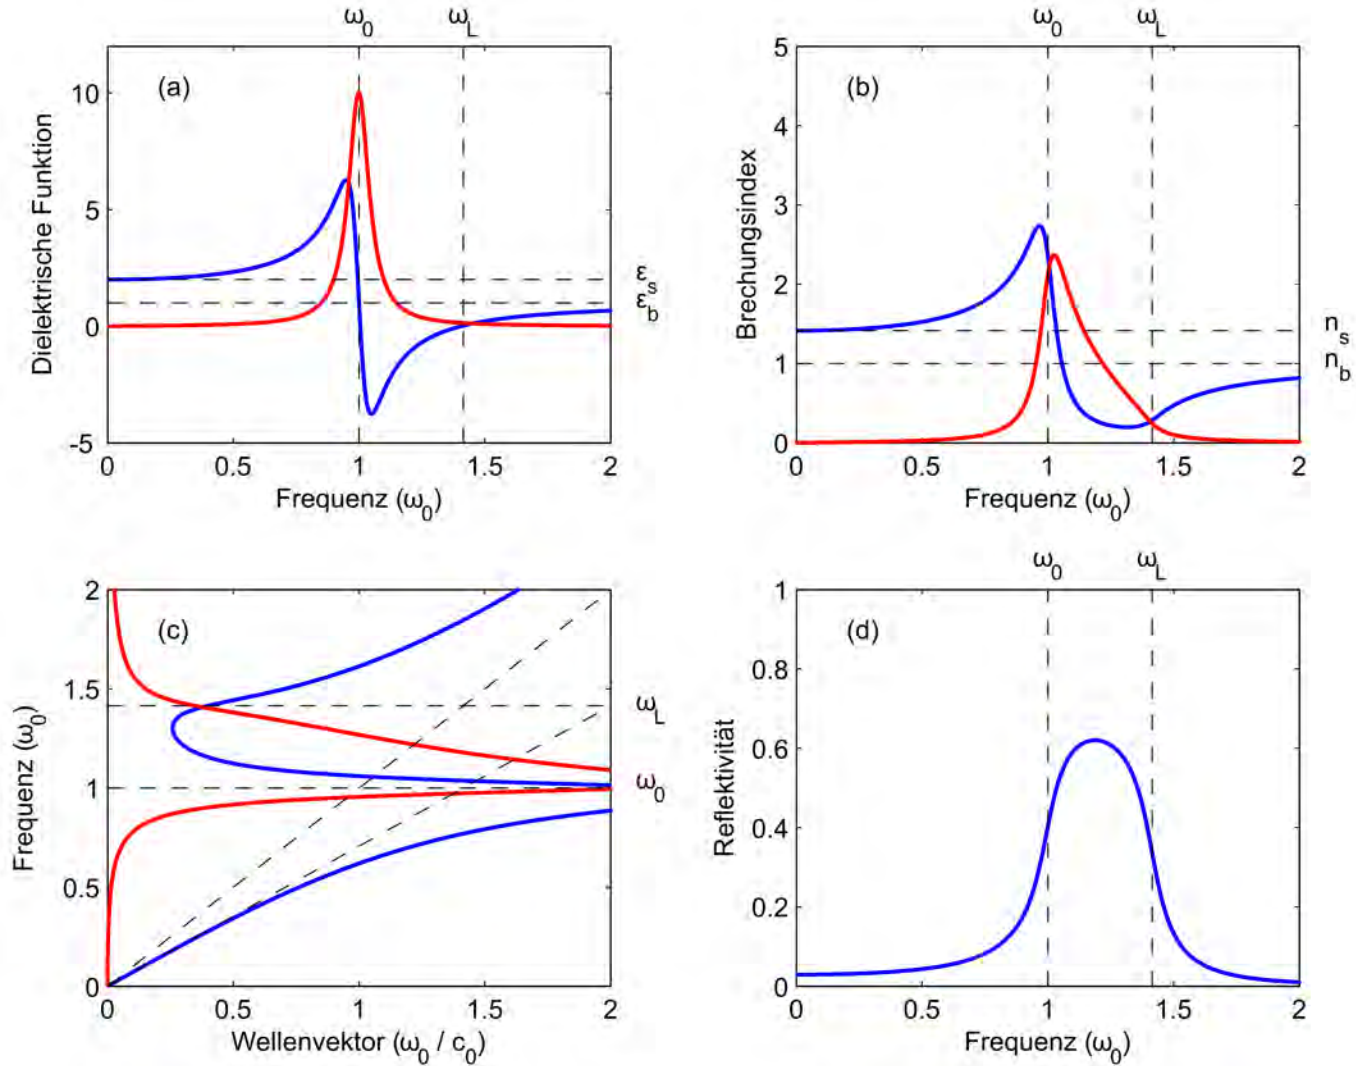 ω0 ωL
(a)
Dielektrische Funktion
10
5
0
-5
εs
εb
0 0.5 1 1.5 2
Frequenz (ω0)
ω0 ωL
(b)
Brechungsindex
5
4
3
2
1
0
ns
nb
0 0.5 1 1.5 2
Frequenz (ω0)
(c)
Frequenz (ω0)
2
1.5
1
0.5
0
ωL
ω0
0 0.5 1 1.5 2
Wellenvektor (ω0 / c0)
ω0 ωL
(d)
Reflektivität
1
0.8
0.6
0.4
0.2
0
0 0.5 1 1.5 2
Frequenz (ω0)